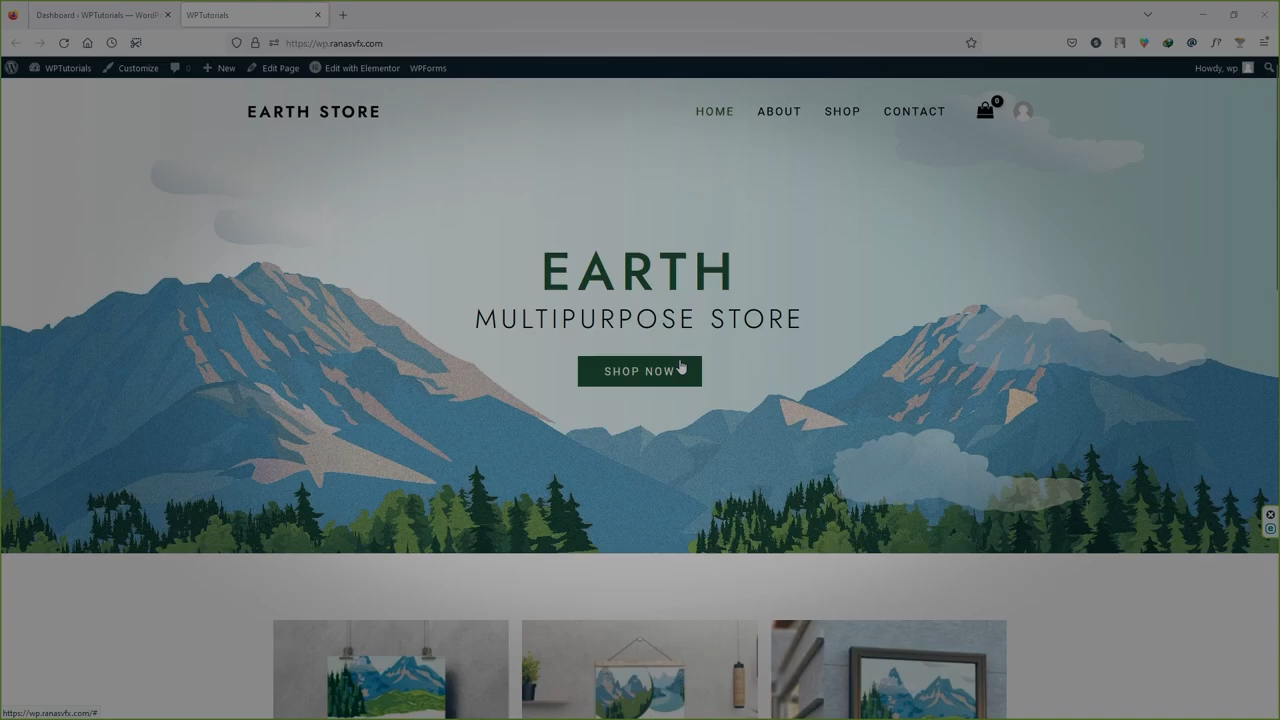 Dashboard ‹ WPTutorials — WordP
WPTutorials
https://wp.ranasvfx.com
WPTutorials Customize 0 New Edit Page Edit with Elementor WPForms Howdy, wp
EARTH STORE
HOME ABOUT SHOP CONTACT 0
EARTH
MULTIPURPOSE STORE
SHOP NOW
https://wp.ranasvfx.com/#